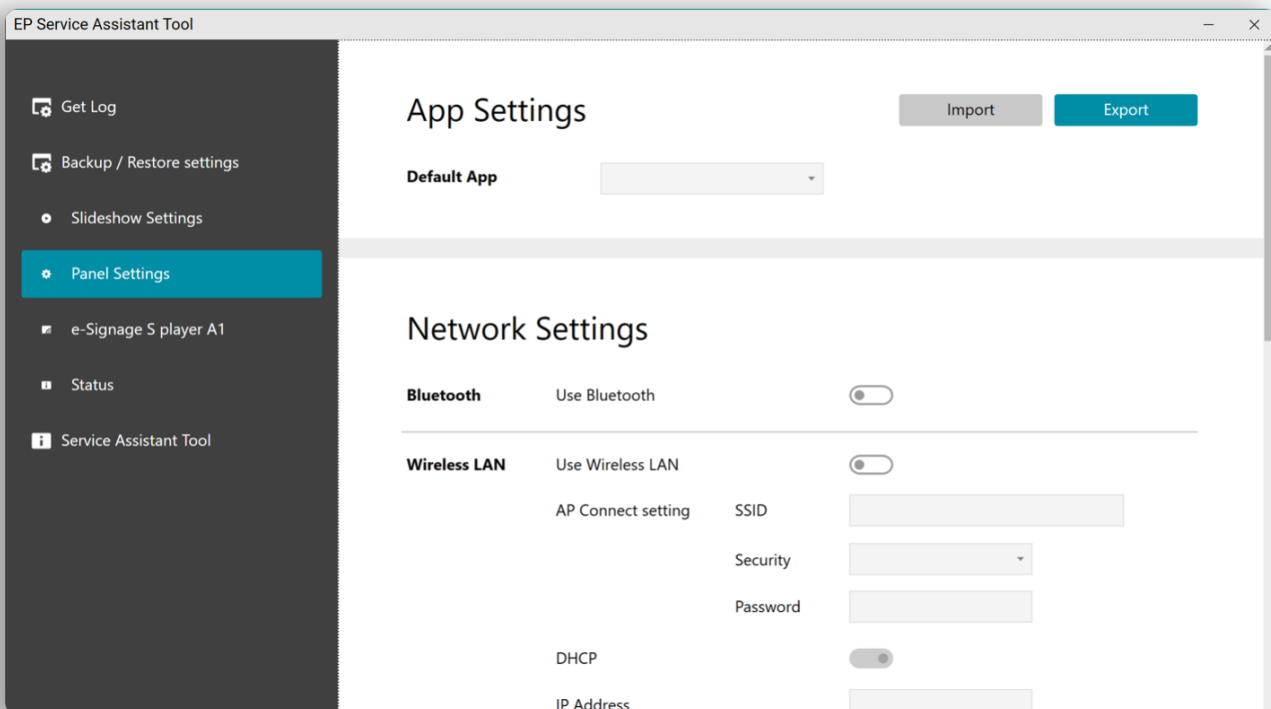 EP Service Assistant Tool
Get Log
Backup / Restore settings
Slideshow Settings
Panel Settings
e-Signage S player A1
Status
Service Assistant Tool
App Settings
Import
Export
Default App
Network Settings
Bluetooth Use Bluetooth
Wireless LAN Use Wireless LAN
AP Connect setting SSID
Security
Password
DHCP
IP Address